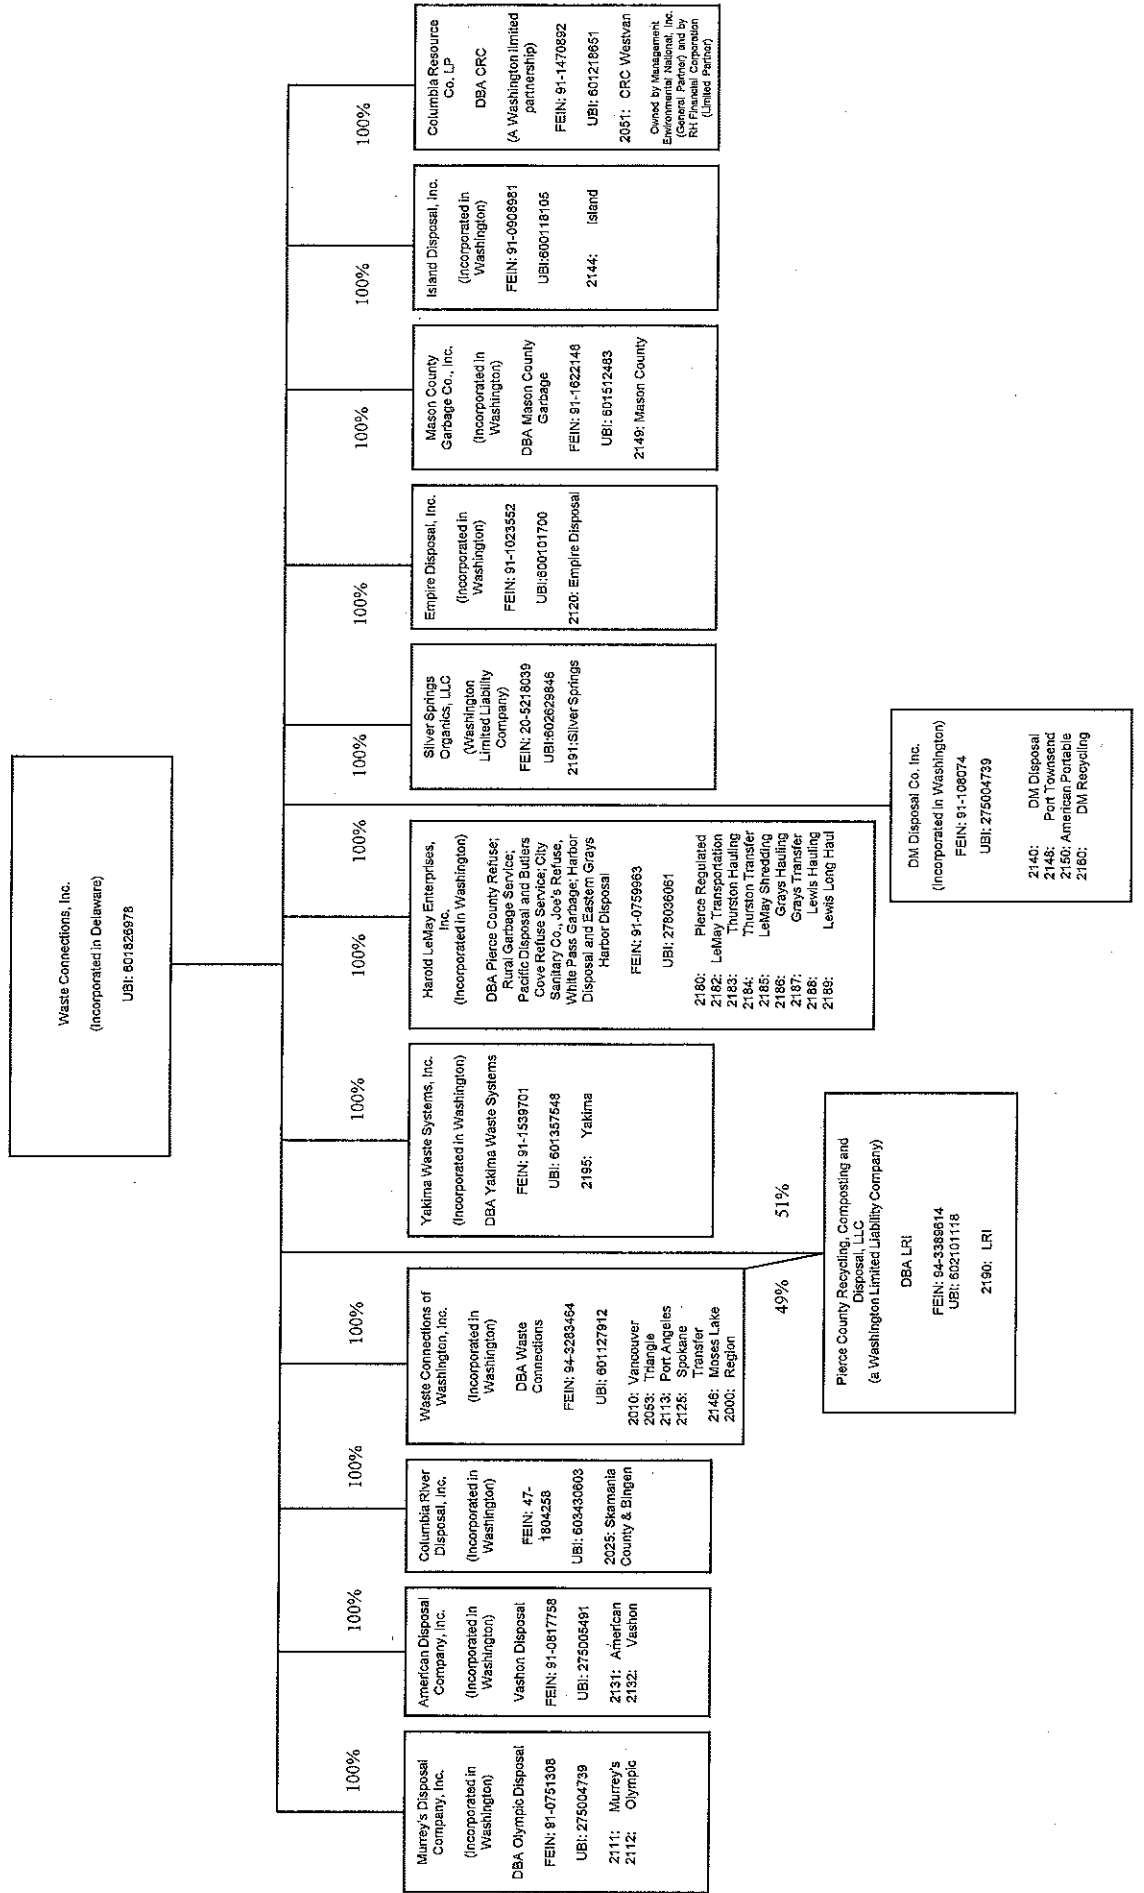 Waste Connections, Inc.
(Incorporated in Delaware)
UBI: 601826978
100%
100%
100%
100%
100%
100%
100%
100%
100%
100%
100%
100%
Murrey's Disposal
Company, Inc.
(Incorporated in
Washington)
DBA Olympic Disposal
FEIN: 91-0751308
UBI: 275004739
2111: Murrey's
2112: Olympic
American Disposal
Company, Inc.
(Incorporated in
Washington)
Vashon Disposal
FEIN: 91-0817758
UBI: 275005491
2131: American
2132: Vashon
Columbia River
Disposal, Inc.
(Incorporated in
Washington)
FEIN: 47-
1804258
UBI: 603430603
2025: Skamania
County & Bingen
Waste Connections of
Washington, Inc.
(Incorporated in
Washington)
DBA Waste
Connections
FEIN: 94-3283464
UBI: 601127912
2010: Vancouver
2053: Triangle
2113: Port Angeles
2125: Spokane
Transfer
2146: Moses Lake
2000: Region
Yakima Waste Systems, Inc.
(Incorporated in Washington)
DBA Yakima Waste Systems
FEIN: 91-1539701
UBI: 601357548
2195: Yakima
Harold LeMay Enterprises,
Inc.
(Incorporated in Washington)
DBA Pierce County Refuse;
Rural Garbage Service;
Pacific Disposal and Butlers
Cove Refuse Service; City
Sanitary Co., Joe's Refuse,
White Pass Garbage; Harbor
Disposal and Eastern Grays
Harbor Disposal
FEIN: 91-0759963
UBI: 278036061
2180: Pierce Regulated
2182: LeMay Transportation
2183: Thurston Hauling
2184: Thurston Transfer
2185: LeMay Shredding
2186: Grays Hauling
2187: Grays Transfer
2188: Lewis Hauling
2189: Lewis Long Haul
Silver Springs
Organics, LLC
(Washington
Limited Liability
Company)
FEIN: 20-5218039
UBI:602629846
2191:Silver Springs
Empire Disposal, Inc.
(Incorporated in
Washington)
FEIN: 91-1023552
UBI:600101700
2120: Empire Disposal
Mason County
Garbage Co., Inc.
(Incorporated in
Washington)
DBA Mason County
Garbage
FEIN: 91-1622148
UBI: 601512483
2149: Mason County
Island Disposal, Inc.
(Incorporated in
Washington)
FEIN: 91-0908981
UBI:600118105
2144: Island
Columbia Resource
Co. LP
DBA CRC
(A Washington limited
partnership)
FEIN: 91-1470892
UBI: 601218651
2051: CRC Westvan
Owned by Management
Environmental National, Inc.
(General Partner) and by
RH Financial Corporation
(Limited Partner)
49%
51%
Pierce County Recycling, Composting and
Disposal, LLC
(a Washington Limited Liability Company)
DBA LRI
FEIN: 94-3389614
UBI: 602101118
2190: LRI
DM Disposal Co. Inc.
(Incorporated in Washington)
FEIN: 91-108074
UBI: 275004739
2140: DM Disposal
2148: Port Townsend
2150: American Portable
2160: DM Recycling